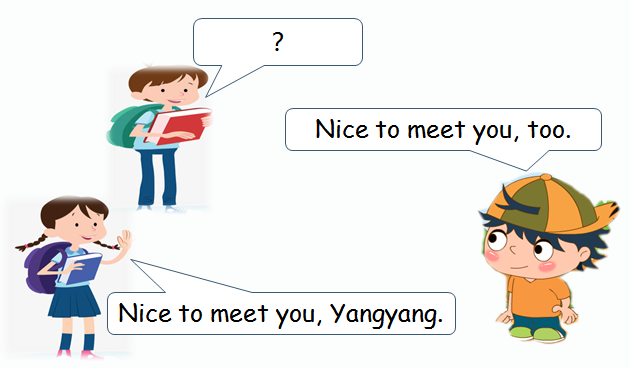 ?
Nice to meet you, too.
Nice to meet you, Yangyang.